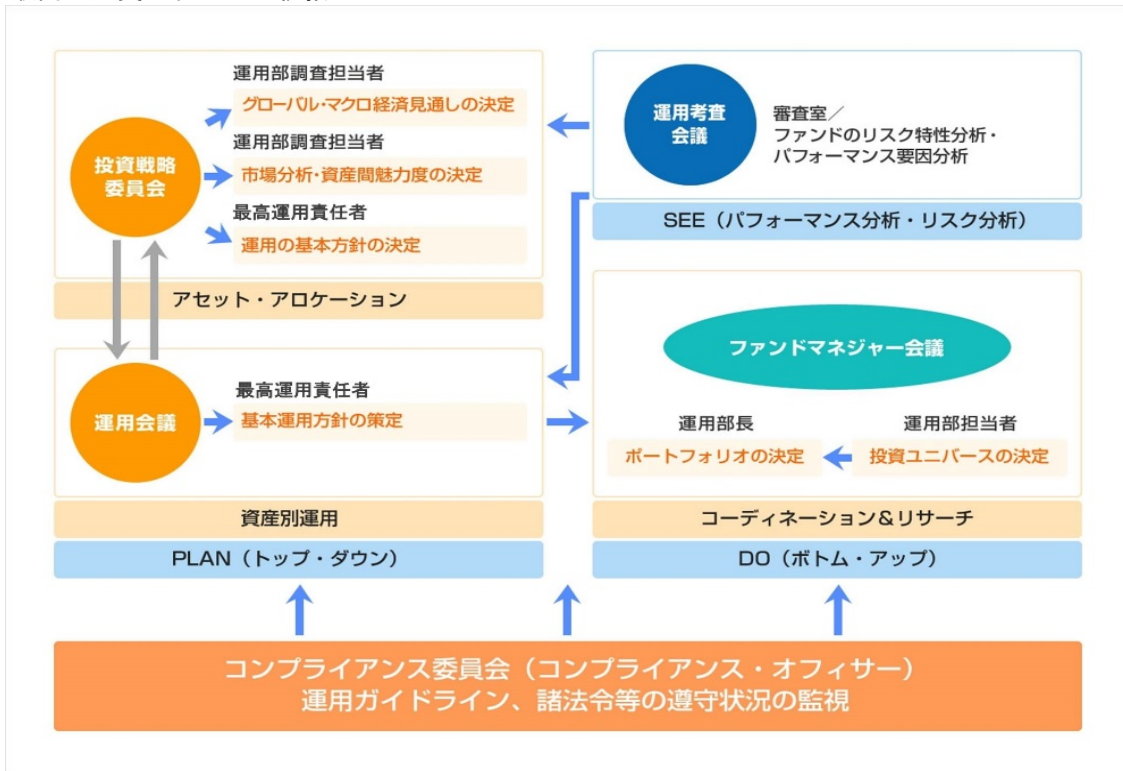 運用部調査担当者
グローバル・マクロ経済見通しの決定
投資戦略
委員会
運用部調査担当者
市場分析・資産間魅力度の決定
最高運用責任者
運用の基本方針の決定
アセット・アロケーション
運用考査
会議
審査室／
ファンドのリスク特性分析・
パフォーマンス要因分析
SEE（パフォーマンス分析・リスク分析）
運用会議
最高運用責任者
基本運用方針の策定
資産別運用
PLAN（トップ・ダウン）
ファンドマネジャー会議
運用部長
ポートフォリオの決定
運用部担当者
投資ユニバースの決定
コーディネーション＆リサーチ
DO（ボトム・アップ）
コンプライアンス委員会（コンプライアンス・オフィサー）
運用ガイドライン、諸法令等の遵守状況の監視